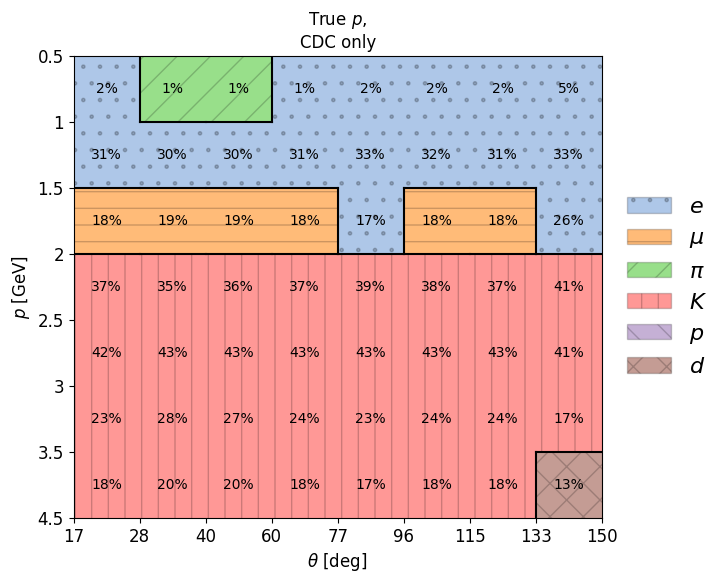 True p,
CDC only
0.5
2% 1% 1% 1% 2% 2% 2% 5%
1
31% 30% 30% 31% 33% 32% 31% 33%
1.5
18% 19% 19% 18% 17% 18% 18% 26%
2
37% 35% 36% 37% 39% 38% 37% 41%
2.5
42% 43% 43% 43% 43% 43% 43% 41%
3
23% 28% 27% 24% 23% 24% 24% 17%
3.5
18% 20% 20% 18% 17% 18% 18% 13%
4.5
p [GeV]
17 28 40 60 77 96 115 133 150
θ [deg]
e
μ
π
K
p
d